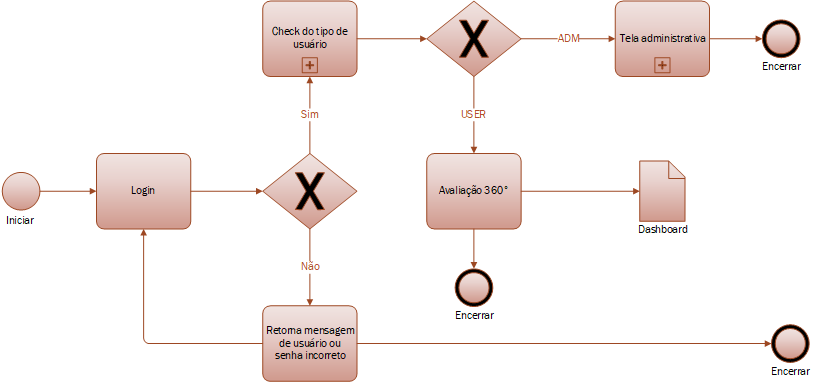 Check do tipo de
usuário
ADM
Tela administrativa
Encerrar
Sim
USER
Iniciar
Login
Avaliação 360°
Dashboard
Não
Encerrar
Retorna mensagem
de usuário ou
senha incorreto
Encerrar